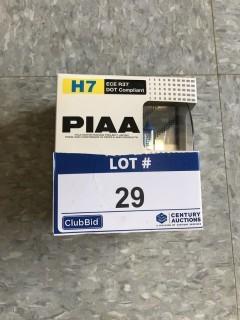 H7
ECE R37
DOT Compliant
PIAA
LOT #
29
ClubBid
CENTURY
AUCTIONS